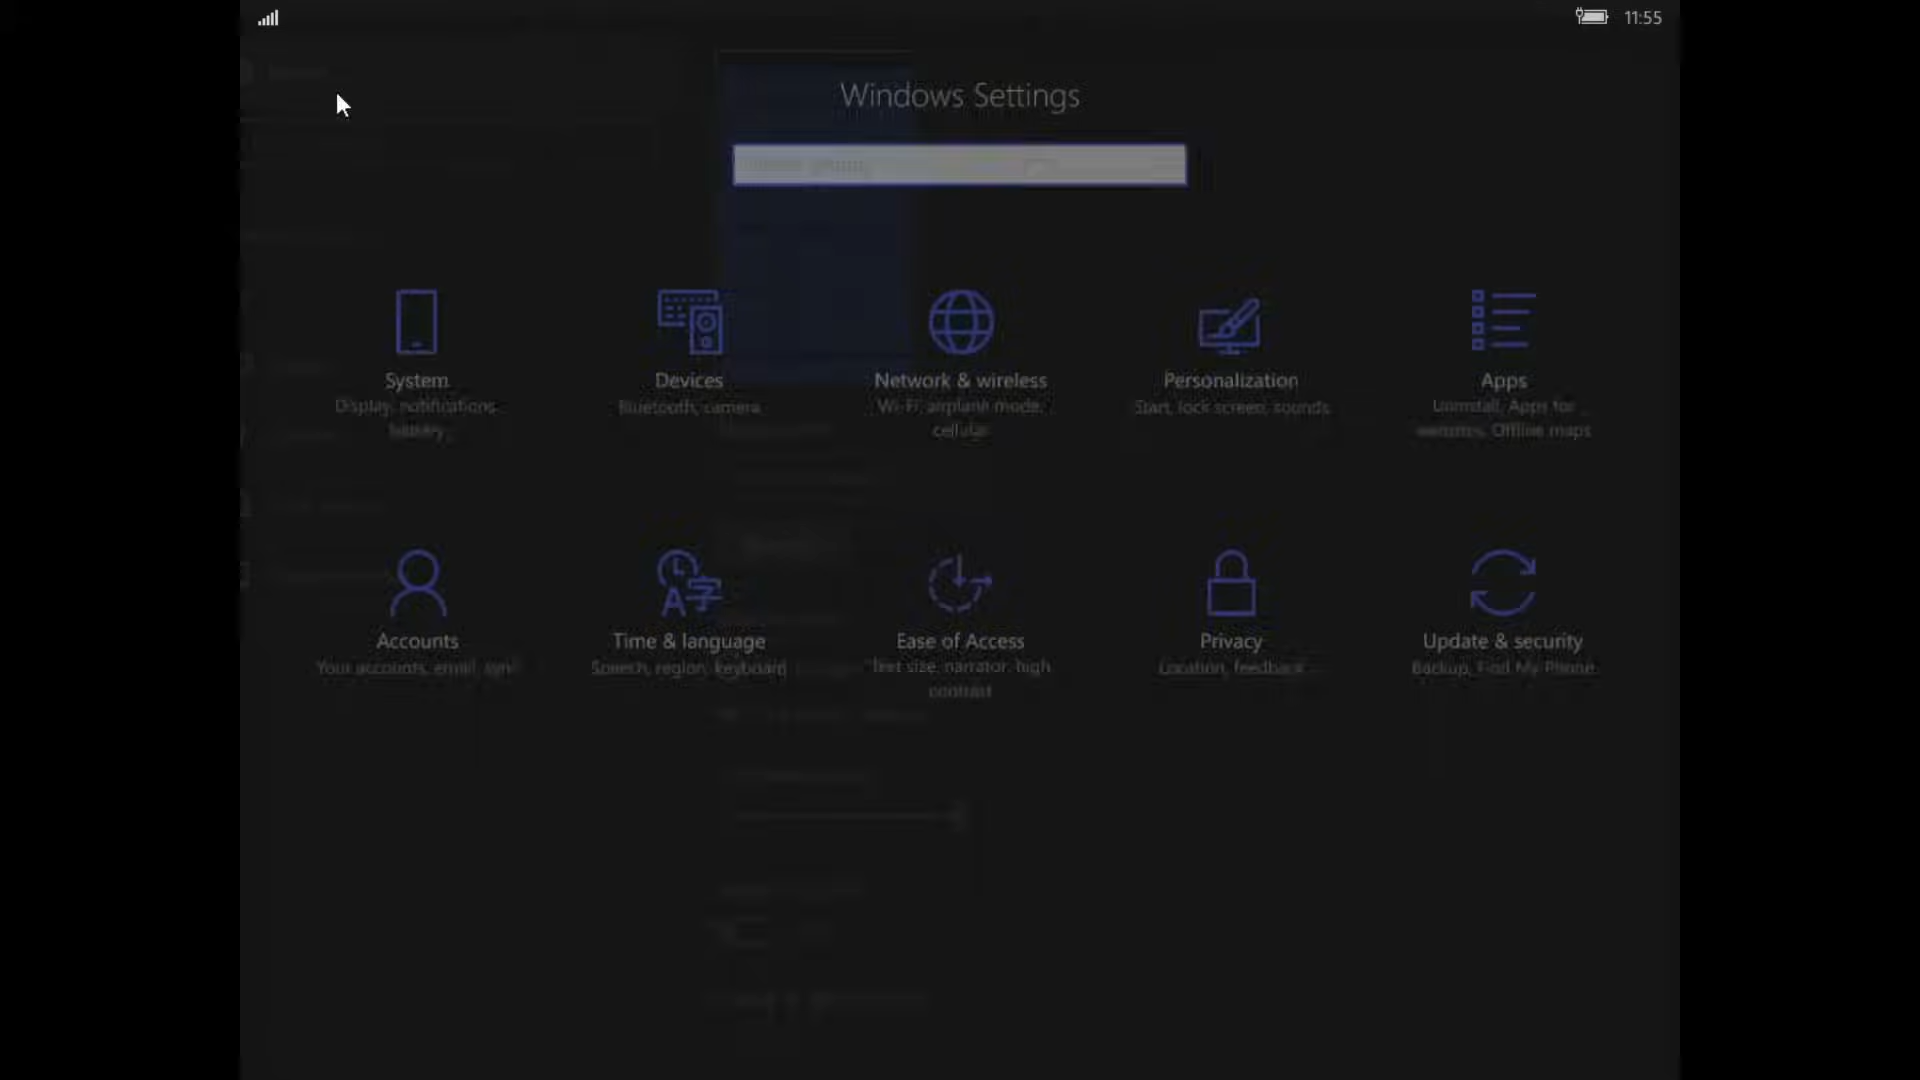 11:55
Windows Settings
System
Display, notifications,
battery
Devices
Bluetooth, camera
Network & wireless
Wi-Fi, airplane mode,
cellular
Personalization
Start, lock screen, sounds
Apps
Uninstall, Apps for
websites, Offline maps
Accounts
Your accounts, email, sync
Time & language
Speech, region, keyboard
Ease of Access
Text size, narrator, high
contrast
Privacy
Location, feedback
Update & security
Backup, Find My Phone
A 字